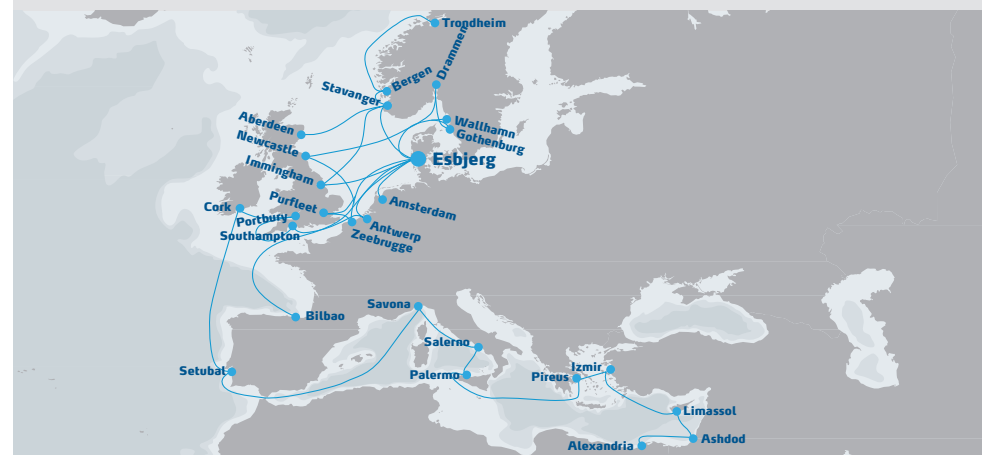 Trondheim
Drammen
Bergen
Stavanger
Aberdeen
Wallhamn
Gothenburg
Newcastle
Esbjerg
Immingham
Purfleet
Amsterdam
Cork
Portbury
Antwerp
Southampton
Zeebrugge
Savona
Bilbao
Salerno
Setubal
Palermo
Pireus
Izmir
Limassol
Alexandria
Ashdod